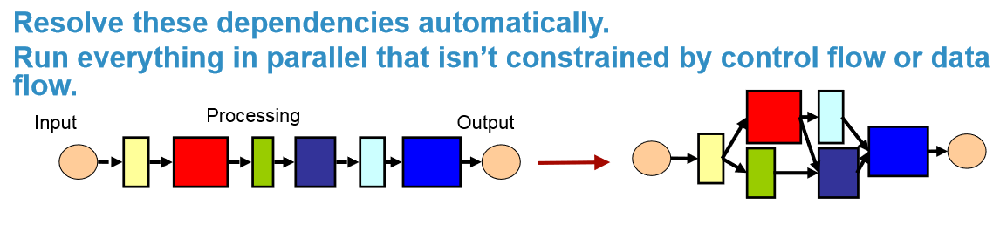 Resolve these dependencies automatically.
Run everything in parallel that isn’t constrained by control flow or data
flow.
Input
Processing
Output